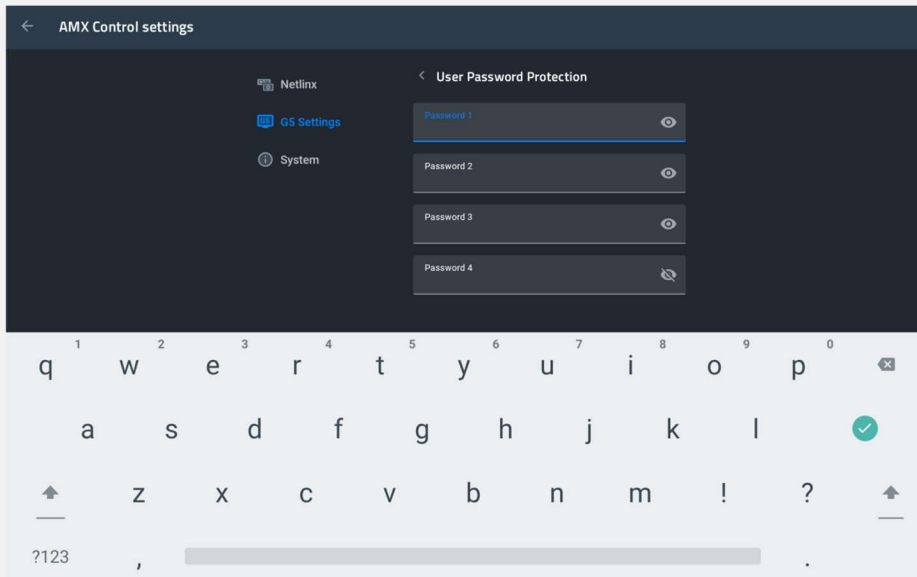 AMX Control settings
Netlinx
G5 Settings
System
User Password Protection
Password 1
Password 2
Password 3
Password 4
1 2 3 4 5 6 7 8 9 0
q w e r t y u i o p
a s d f g h j k l
z x c v b n m ! ?
?123 , .